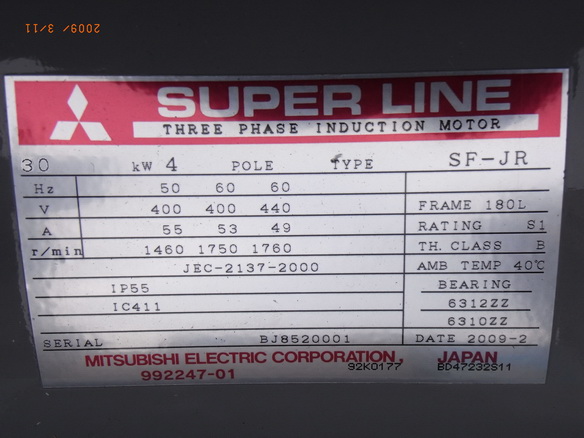 2009/ 3/11
SUPER LINE
THREE PHASE INDUCTION MOTOR
30 kW 4 POLE TYPE SF-JR
Hz 50 60 60
V 400 400 440 FRAME 180L
A 55 53 49 RATING S1
r/min 1460 1750 1760 TH. CLASS B
JEC-2137-2000 AMB TEMP 40℃
IP55 BEARING
IC411 6312ZZ
6310ZZ
SERIAL BJ8520001 DATE 2009-2
MITSUBISHI ELECTRIC CORPORATION, JAPAN
992247-01 92K0177 BD47232S11